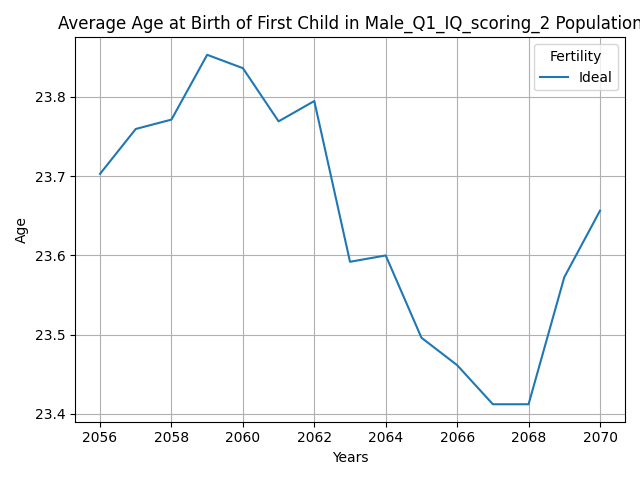 Average Age at Birth of First Child in Male_Q1_IQ_scoring_2 Population
Fertility
Ideal
23.8
23.7
23.6
23.5
23.4
Age
2056 2058 2060 2062 2064 2066 2068 2070
Years